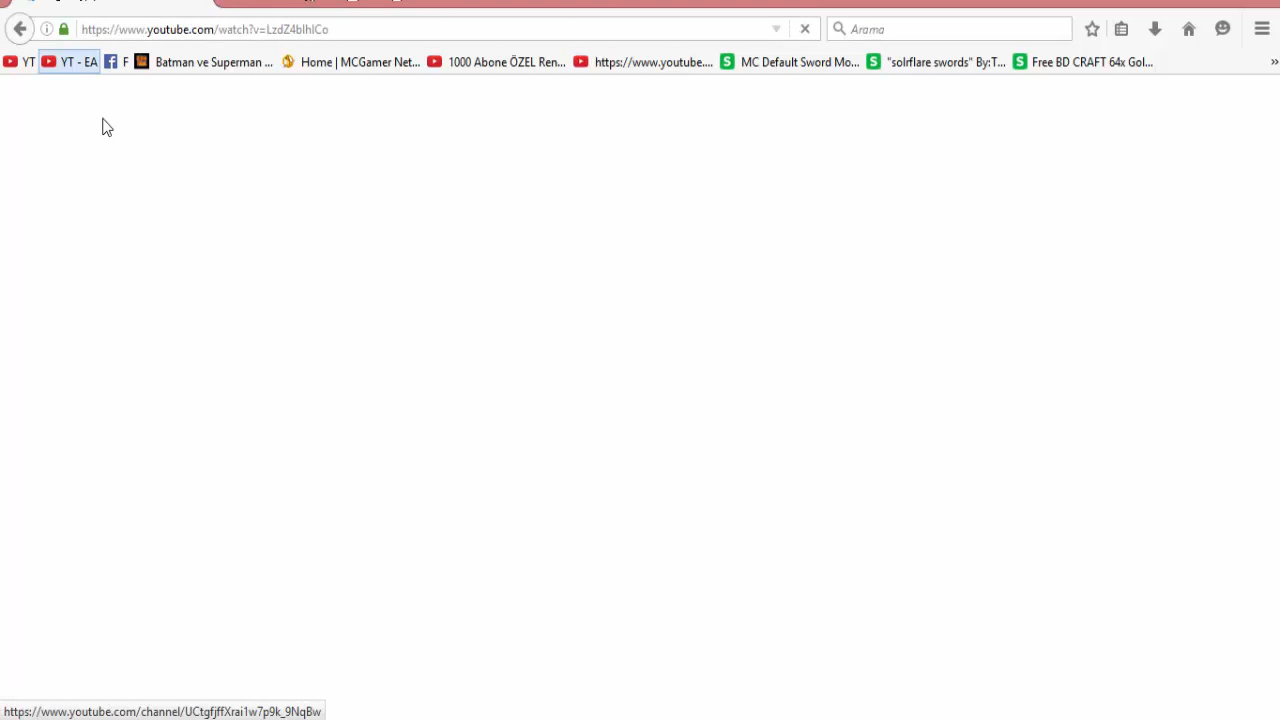 https://www.youtube.com/watch?v=LzdZ4blhlCo
Arama
YT
YT - EA
F
Batman ve Superman ...
Home | MCGamer Net...
1000 Abone ÖZEL Ren...
https://www.youtube....
MC Default Sword Mo...
"solrflare swords" By:T...
Free BD CRAFT 64x Gol...
https://www.youtube.com/channel/UCtgfjffXrai1w7p9k_9NqBw